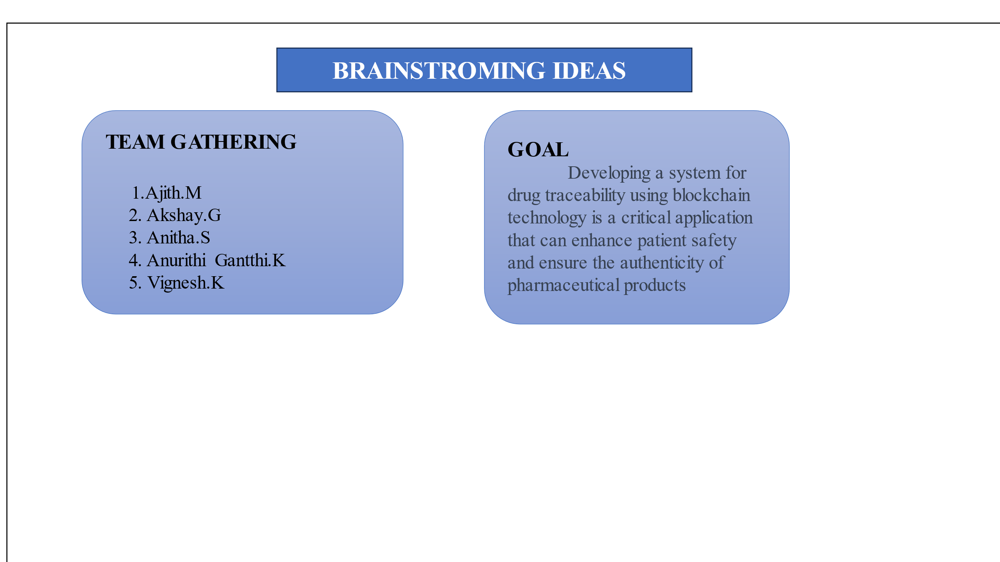 BRAINSTROMING IDEAS
TEAM GATHERING
1.Ajith.M
2. Akshay.G
3. Anitha.S
4. Anurithi Gantthi.K
5. Vignesh.K
GOAL
Developing a system for
drug traceability using blockchain
technology is a critical application
that can enhance patient safety
and ensure the authenticity of
pharmaceutical products